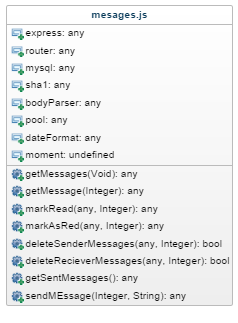 mesages.js
express: any
router: any
mysql: any
sha1: any
bodyParser: any
pool: any
dateFormat: any
moment: undefined
getMessages(Void): any
getMessage(Integer): any
markRead(any, Integer): any
markAsRed(any, Integer): any
deleteSenderMessages(any, Integer): bool
deleteRecieverMessages(any, Integer): bool
getSentMessages(): any
sendMEssage(Integer, String): any